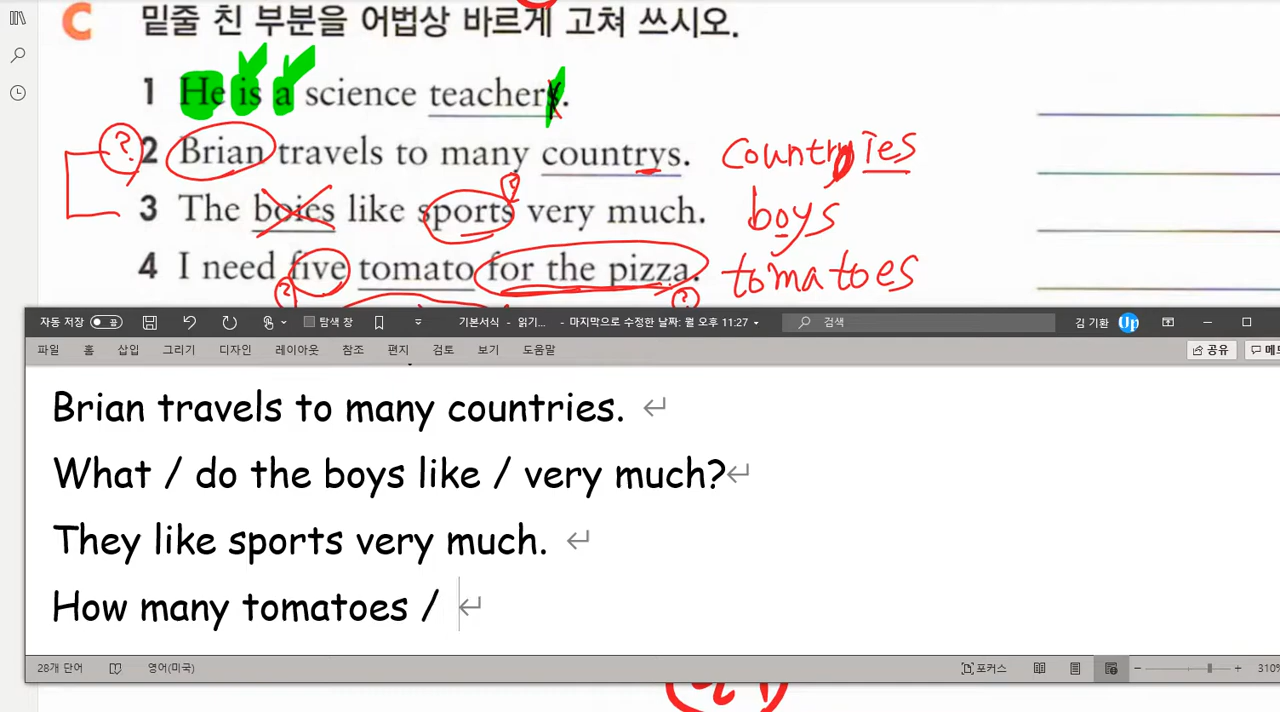 C 밑줄 친 부분을 어법상 바르게 고쳐 쓰시오.
1 He is a science teachers.
2 Brian travels to many countrys. countries
3 The boies like sports very much. boys
4 I need five tomato for the pizza. tomatoes
자동 저장 끔 탐색 창 기본서식 - 읽기... - 마지막으로 수정한 날짜: 월 오후 11:27 검색 김 기환 Up
파일 홈 삽입 그리기 디자인 레이아웃 참조 편지 검토 보기 도움말 공유
Brian travels to many countries.
What / do the boys like / very much?
They like sports very much.
How many tomatoes /
28개 단어 영어(미국) 포커스 310%